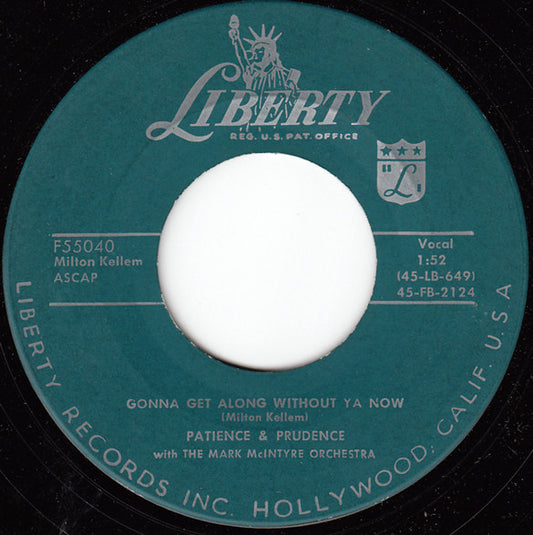 LIBERTY
REG. U.S. PAT. OFFICE
"L"
F55040
Milton Kellem
ASCAP
Vocal
1:52
(45-LB-649)
45-FB-2124
GONNA GET ALONG WITHOUT YA NOW
(Milton Kellem)
PATIENCE & PRUDENCE
with THE MARK McINTYRE ORCHESTRA
LIBERTY RECORDS INC. HOLLYWOOD, CALIF. U.S.A